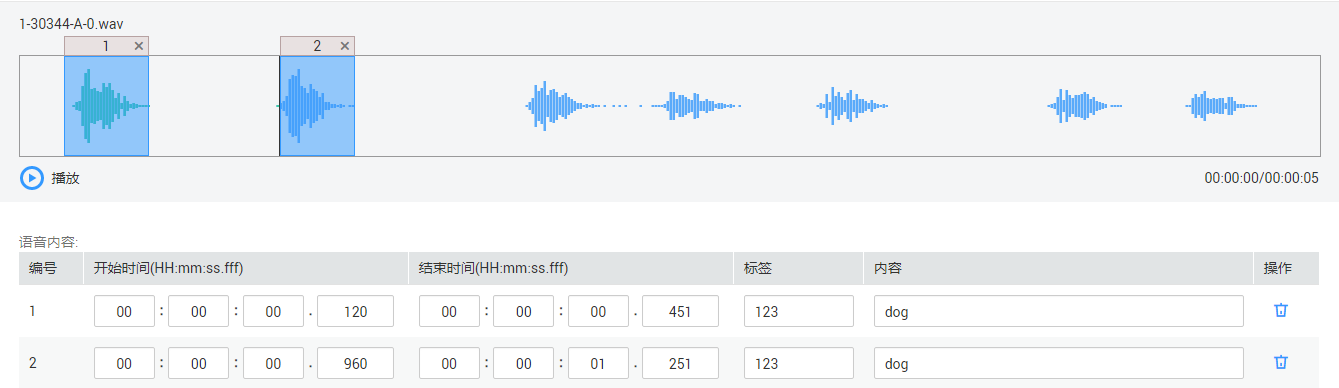 1-30344-A-0.wav
1 × 2 ×
播放 00:00:00/00:00:05
语音内容:
编号 开始时间(HH:mm:ss.fff) 结束时间(HH:mm:ss.fff) 标签 内容 操作
1 00 : 00 : 00 . 120 00 : 00 : 00 . 451 123 dog
2 00 : 00 : 00 . 960 00 : 00 : 01 . 251 123 dog